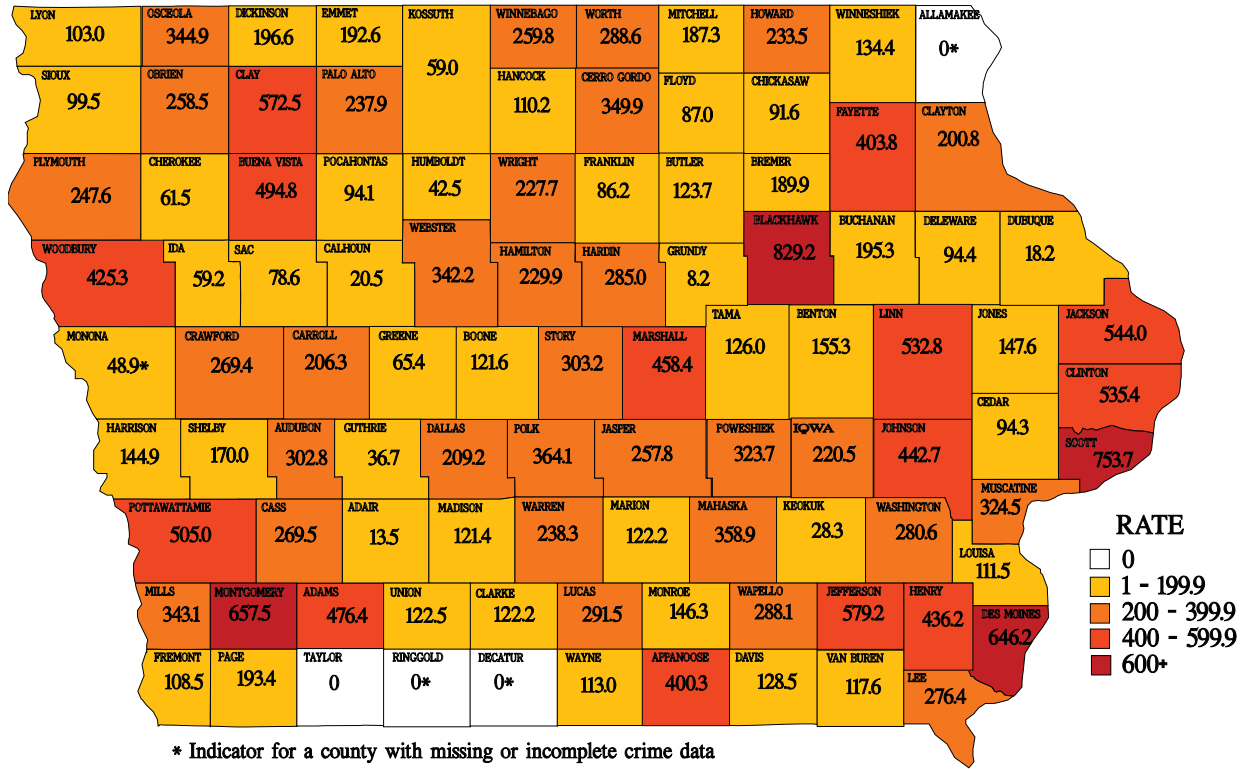 LYON
103.0
OSCEOLA
344.9
DICKINSON
196.6
EMMET
192.6
KOSSUTH
59.0
WINNEBAGO
259.8
WORTH
288.6
MITCHELL
187.3
HOWARD
233.5
WINNESHIEK
134.4
ALLAMAKEE
0*
SIOUX
99.5
OBRIEN
258.5
CLAY
572.5
PALO ALTO
237.9
HANCOCK
110.2
CERRO GORDO
349.9
FLOYD
87.0
CHICKASAW
91.6
FAYETTE
403.8
CLAYTON
200.8
PLYMOUTH
247.6
CHEROKEE
61.5
BUENA VISTA
494.8
POCAHONTAS
94.1
HUMBOLDT
42.5
WRIGHT
227.7
FRANKLIN
86.2
BUTLER
123.7
BREMER
189.9
WOODBURY
425.3
IDA
59.2
SAC
78.6
CALHOUN
20.5
WEBSTER
342.2
HAMILTON
229.9
HARDIN
285.0
GRUNDY
8.2
BLACKHAWK
829.2
BUCHANAN
195.3
DELEWARE
94.4
DUBUQUE
18.2
MONONA
48.9*
CRAWFORD
269.4
CARROLL
206.3
GREENE
65.4
BOONE
121.6
STORY
303.2
MARSHALL
458.4
TAMA
126.0
BENTON
155.3
LINN
532.8
JONES
147.6
JACKSON
544.0
CLINTON
535.4
CEDAR
94.3
SCOTT
753.7
HARRISON
144.9
SHELBY
170.0
AUDUBON
302.8
GUTHRIE
36.7
DALLAS
209.2
POLK
364.1
JASPER
257.8
POWESHIEK
323.7
IOWA
220.5
JOHNSON
442.7
MUSCATINE
324.5
POTTAWATTAMIE
505.0
CASS
269.5
ADAIR
13.5
MADISON
121.4
WARREN
238.3
MARION
122.2
MAHASKA
358.9
KEOKUK
28.3
WASHINGTON
280.6
LOUISA
111.5
MILLS
343.1
MONTGOMERY
657.5
ADAMS
476.4
UNION
122.5
CLARKE
122.2
LUCAS
291.5
MONROE
146.3
WAPELLO
288.1
JEFFERSON
579.2
HENRY
436.2
DES MOINES
646.2
FREMONT
108.5
PAGE
193.4
TAYLOR
0
RINGGOLD
0*
DECATUR
0*
WAYNE
113.0
APPANOOSE
400.3
DAVIS
128.5
VAN BUREN
117.6
LEE
276.4
RATE
0
1 - 199.9
200 - 399.9
400 - 599.9
600+
* Indicator for a county with missing or incomplete crime data